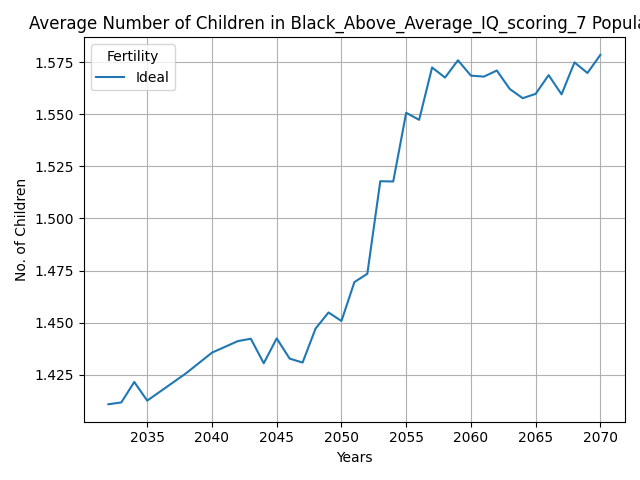 Average Number of Children in Black_Above_Average_IQ_scoring_7 Popula
Fertility
Ideal
No. of Children
1.575
1.550
1.525
1.500
1.475
1.450
1.425
2035 2040 2045 2050 2055 2060 2065 2070
Years